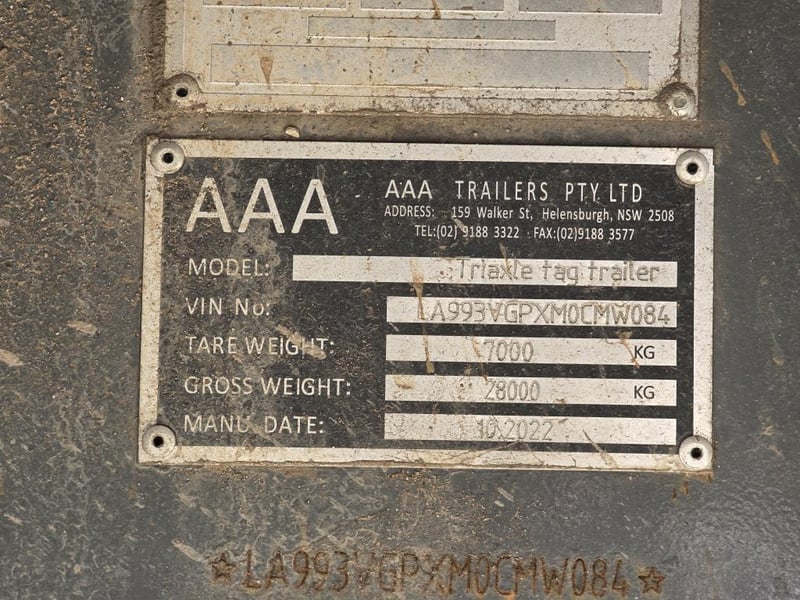 AAA
AAA TRAILERS PTY LTD
ADDRESS: 159 Walker St, Helensburgh, NSW 2508
TEL:(02) 9188 3322 FAX:(02)9188 3577
MODEL: Triaxle tag trailer
VIN No: LA993VGPXM0CMW084
TARE WEIGHT: 7000 KG
GROSS WEIGHT: 28000 KG
MANU DATE: 10.2022
☆LA993VGPXM0CMW084☆